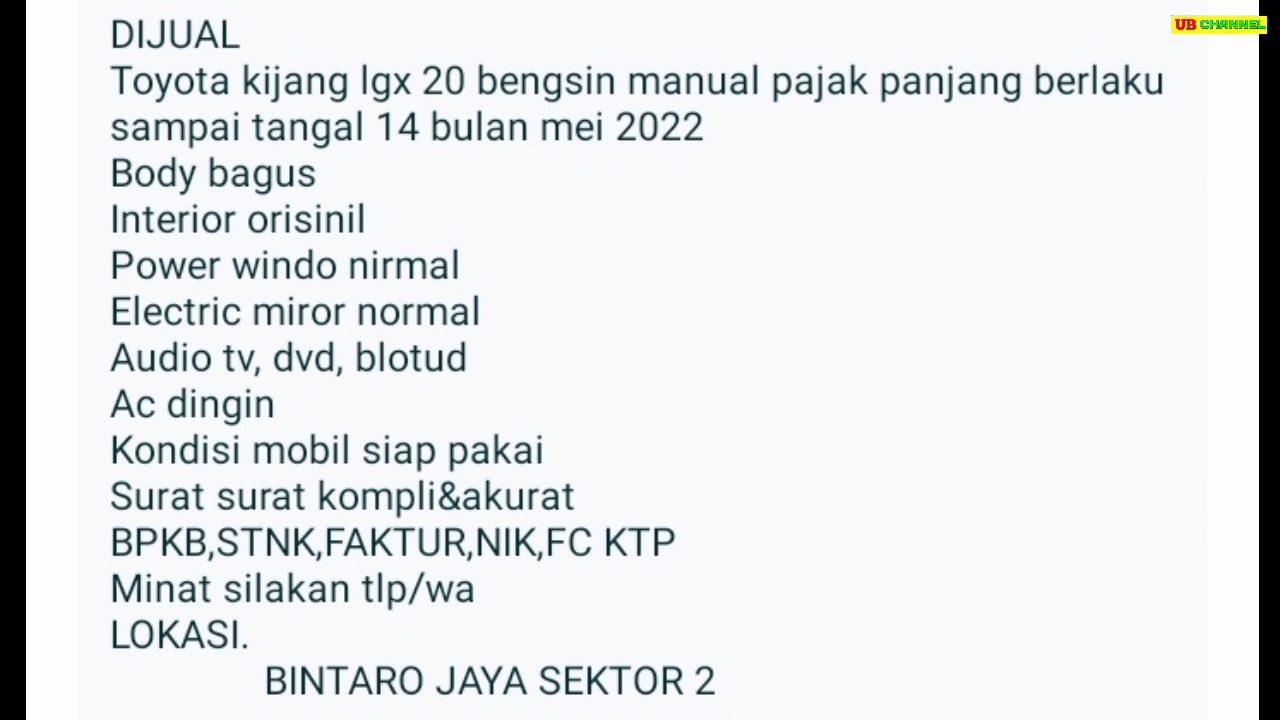 UB CHANNEL
DIJUAL
Toyota kijang lgx 20 bengsin manual pajak panjang berlaku
sampai tangal 14 bulan mei 2022
Body bagus
Interior orisinil
Power windo nirmal
Electric miror normal
Audio tv, dvd, blotud
Ac dingin
Kondisi mobil siap pakai
Surat surat kompli&akurat
BPKB,STNK,FAKTUR,NIK,FC KTP
Minat silakan tlp/wa
LOKASI.
BINTARO JAYA SEKTOR 2